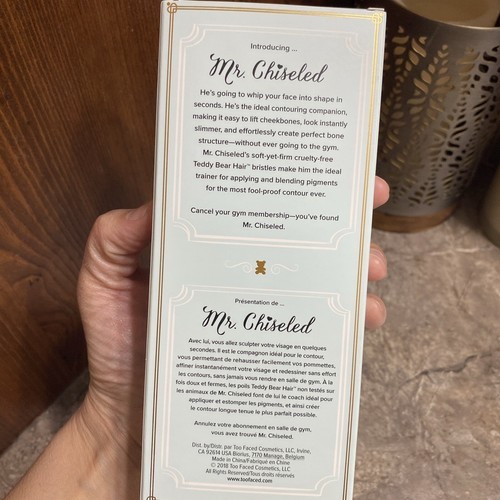 Introducing ...
Mr. Chiseled
He's going to whip your face into shape in
seconds. He's the ideal contouring companion,
making it easy to lift cheekbones, look instantly
slimmer, and effortlessly create perfect bone
structure—without ever going to the gym.
Mr. Chiseled's soft-yet-firm cruelty-free
Teddy Bear Hair™ bristles make him the ideal
trainer for applying and blending pigments
for the most fool-proof contour ever.
Cancel your gym membership—you've found
Mr. Chiseled.
Présentation de ...
Mr. Chiseled
Avec lui, vous allez sculpter votre visage en quelques
secondes. Il est le compagnon idéal pour le contour,
vous permettant de rehausser facilement vos pommettes,
affiner instantanément votre visage et redessiner sans effort
les contours, sans jamais vous rendre en salle de gym. À la
fois doux et fermes, les poils Teddy Bear Hair™ non testés sur
les animaux de Mr. Chiseled font de lui le coach idéal pour
appliquer et estomper les pigments, et ainsi créer
le contour longue tenue le plus parfait possible.
Annulez votre abonnement en salle de gym,
vous avez trouvé Mr. Chiseled.
Dist. by/Distr. par Too Faced Cosmetics, LLC, Irvine,
CA 92614 USA Biorius, 7170 Manage, Belgium
Made in China/Fabriqué en Chine
© 2018 Too Faced Cosmetics, LLC
All Rights Reserved/Tous droits réservés
www.toofaced.com